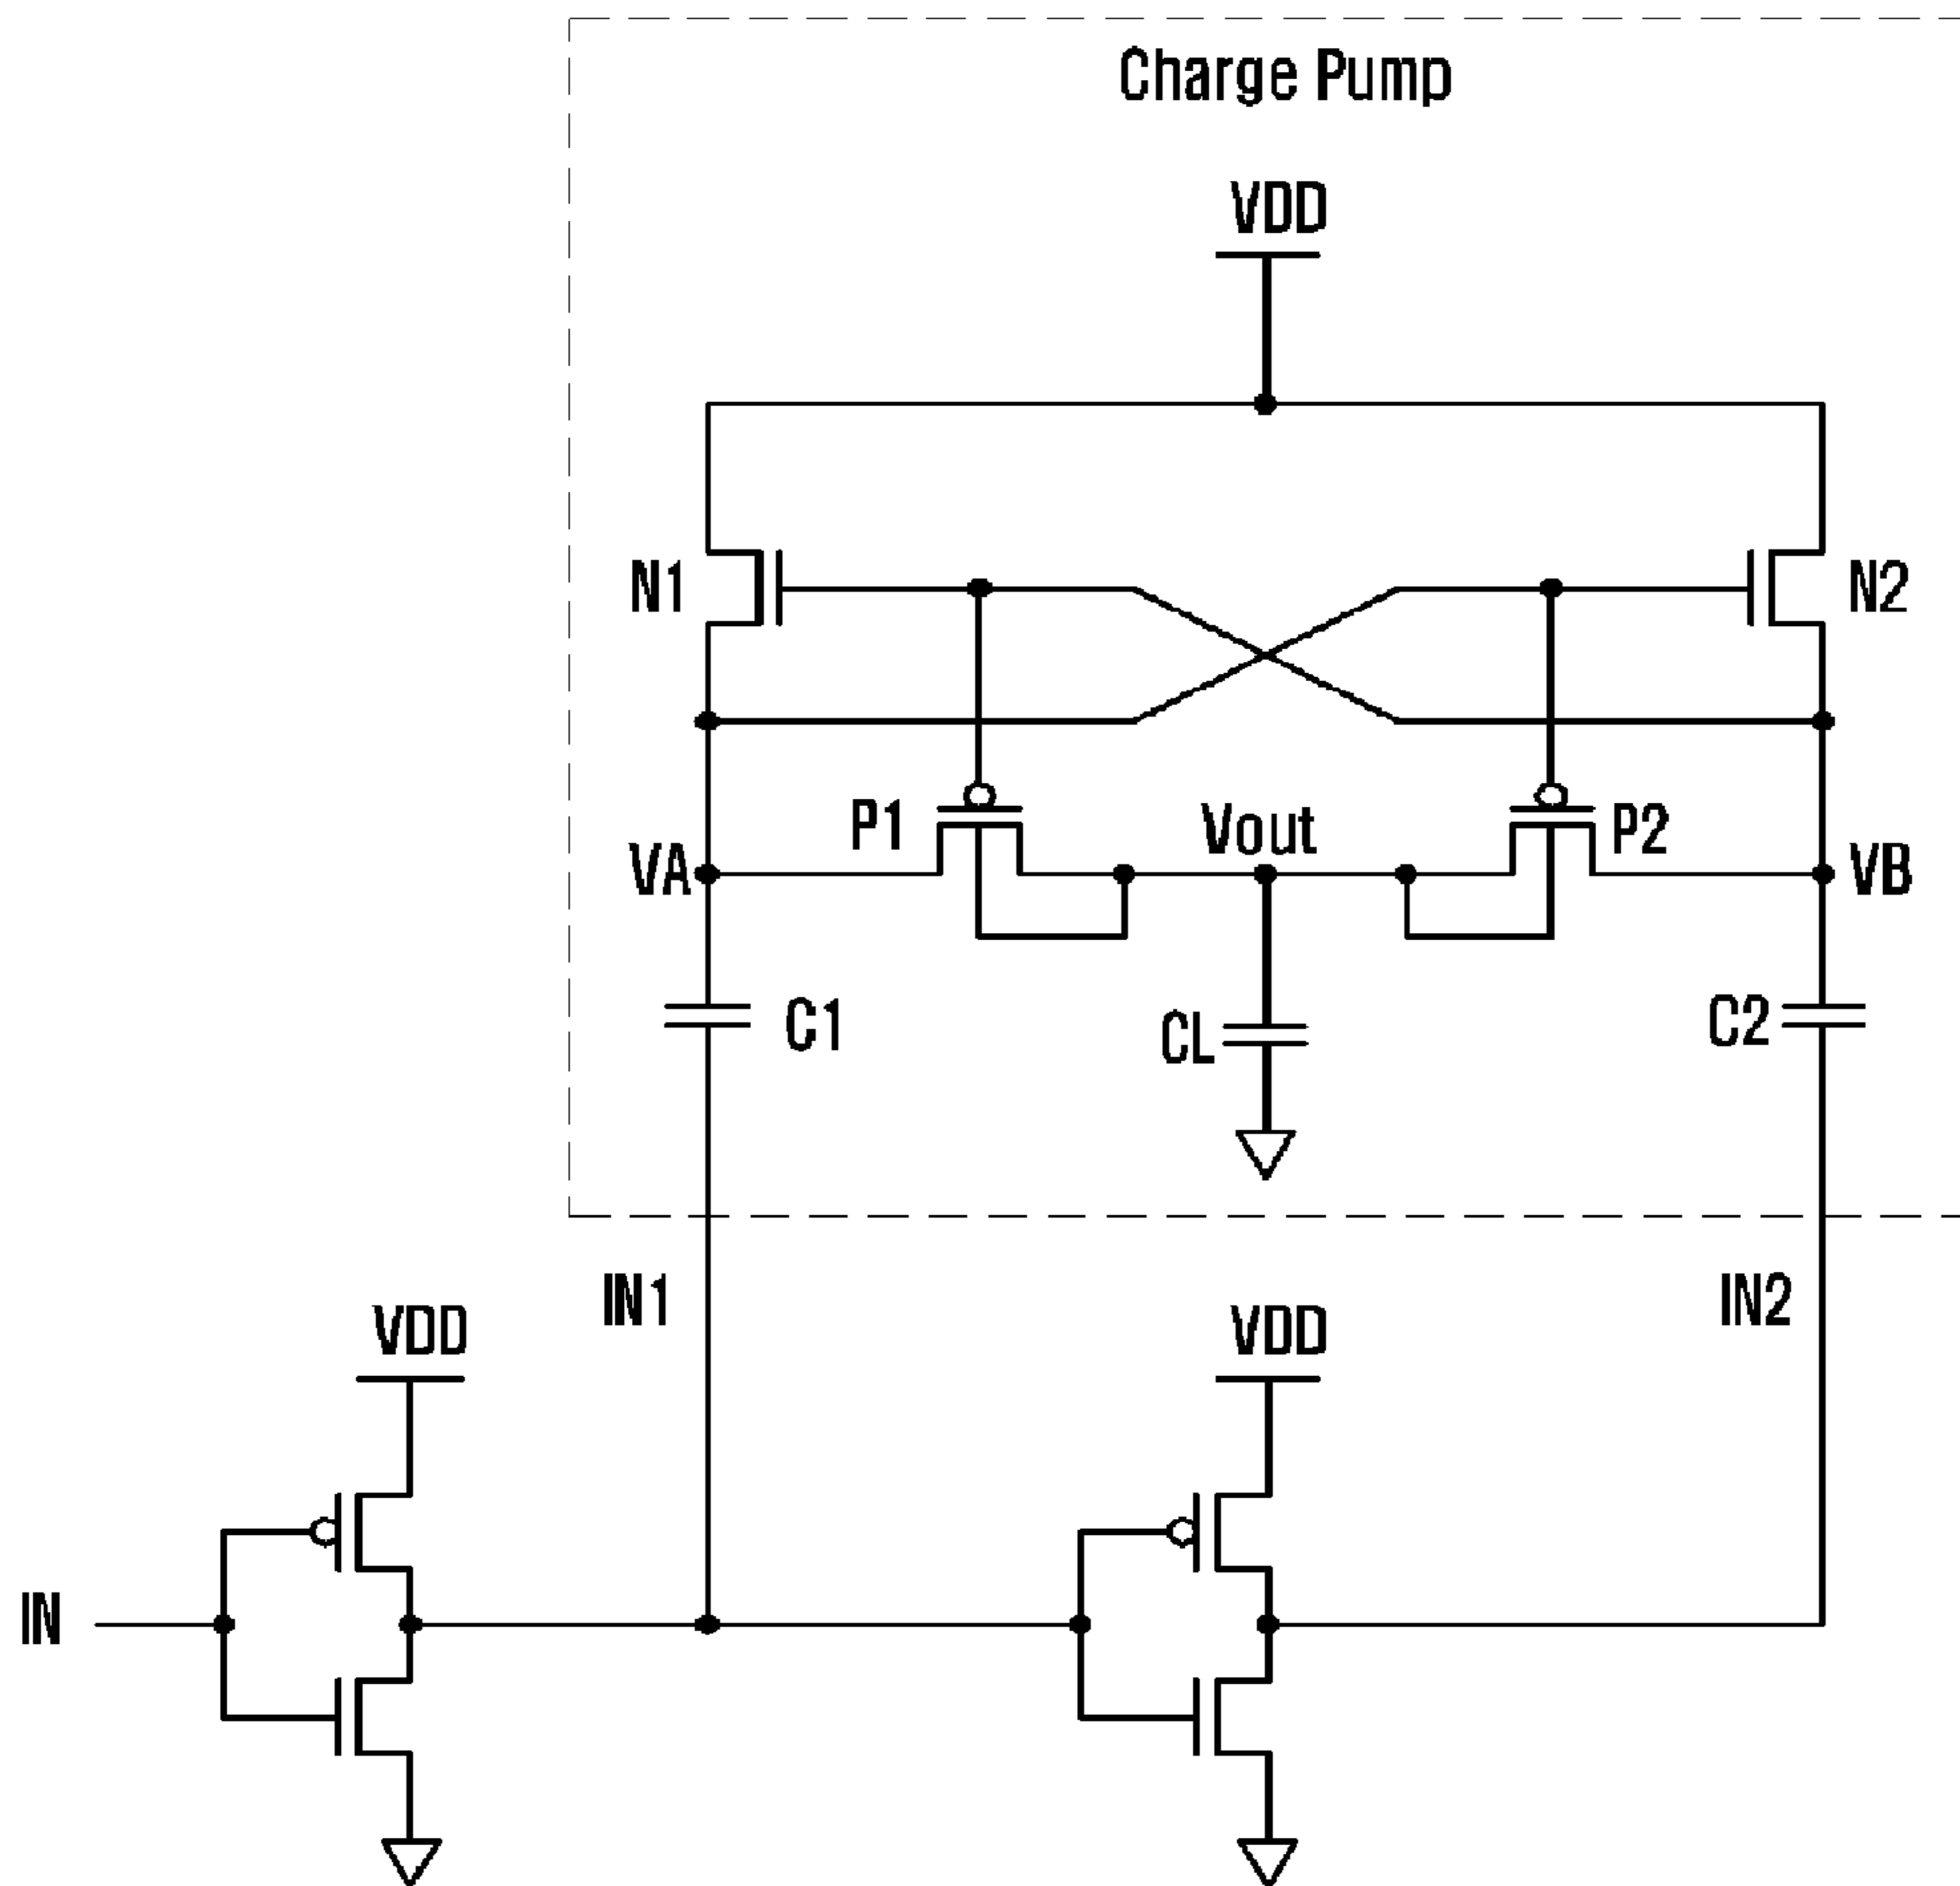 Charge Pump
VDD
N1
N2
P1
Vout
P2
VA
VB
C1
CL
C2
IN1
IN2
VDD
VDD
IN